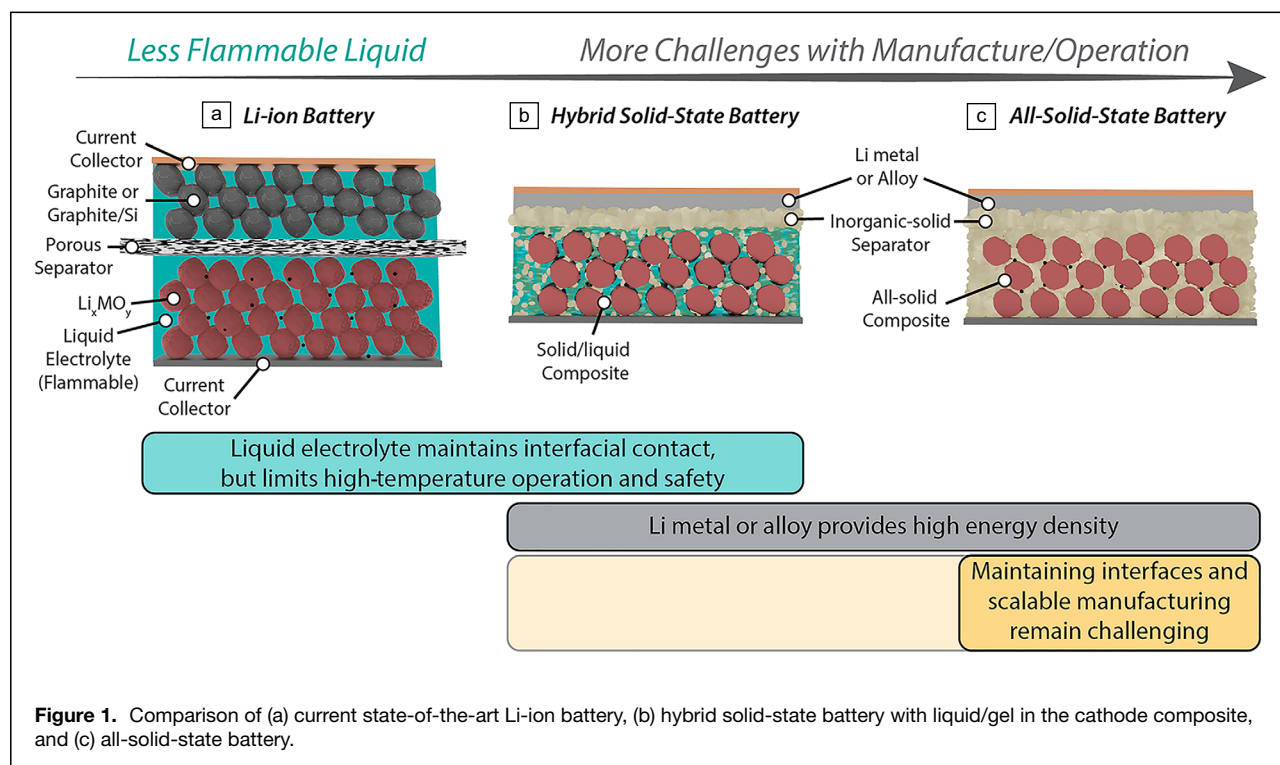 Less Flammable Liquid
More Challenges with Manufacture/Operation
a Li-ion Battery
b Hybrid Solid-State Battery
c All-Solid-State Battery
Current
Collector
Graphite or
Graphite/Si
Porous
Separator
LixMOy
Liquid
Electrolyte
(Flammable)
Current
Collector
Solid/liquid
Composite
Li metal
or Alloy
Inorganic-solid
Separator
All-solid
Composite
Liquid electrolyte maintains interfacial contact,
but limits high-temperature operation and safety
Li metal or alloy provides high energy density
Maintaining interfaces and
scalable manufacturing
remain challenging
Figure 1. Comparison of (a) current state-of-the-art Li-ion battery, (b) hybrid solid-state battery with liquid/gel in the cathode composite,
and (c) all-solid-state battery.